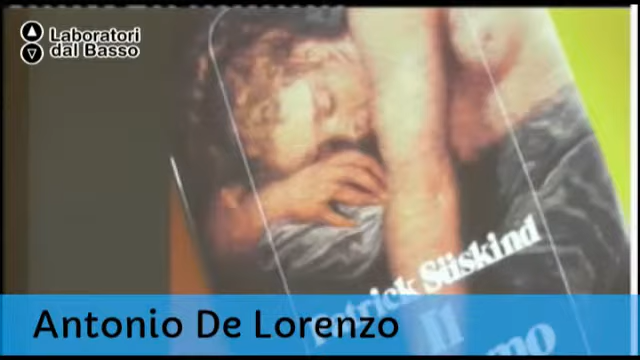 Laboratori
dal Basso
Patrick Süskind
Il
Antonio De Lorenzo